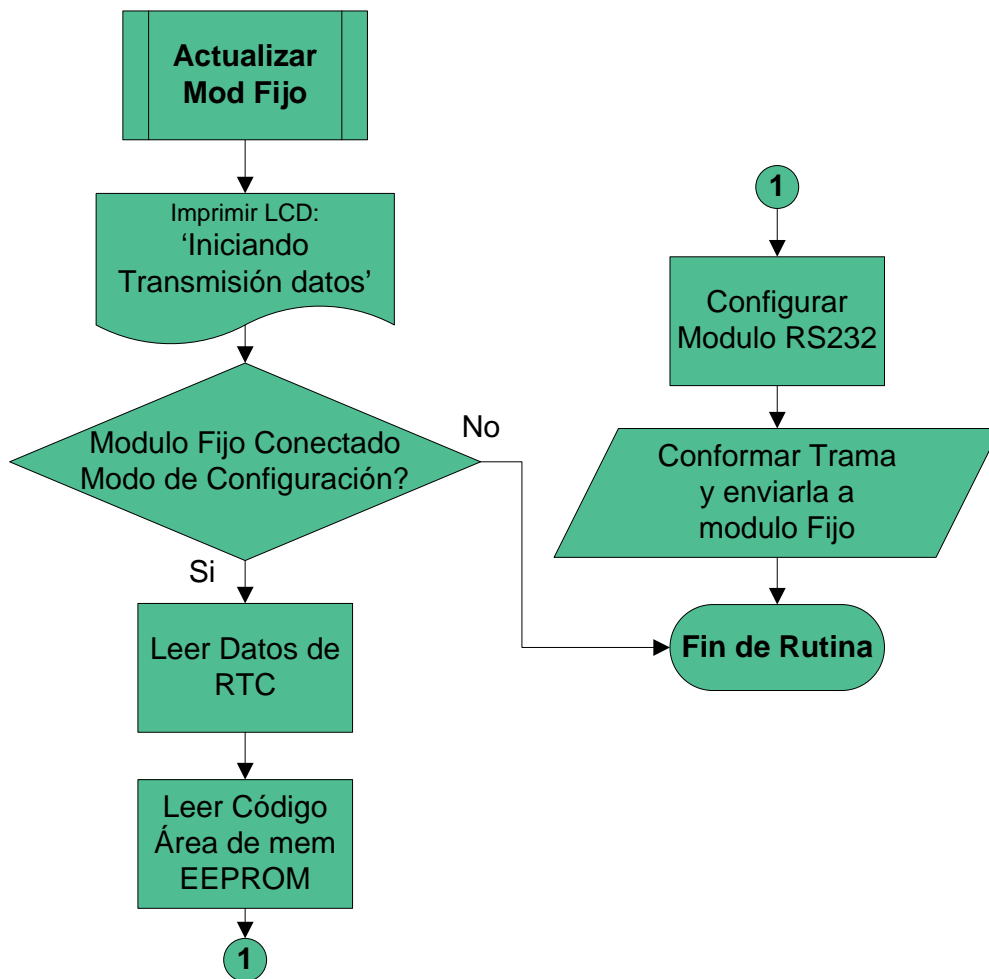 Actualizar
Mod Fijo
Imprimir LCD:
‘Iniciando
Transmisión datos’
Modulo Fijo Conectado
Modo de Configuración?
No
Si
Leer Datos de
RTC
Leer Código
Área de mem
EEPROM
1
1
Configurar
Modulo RS232
Conformar Trama
y enviarla a
modulo Fijo
Fin de Rutina